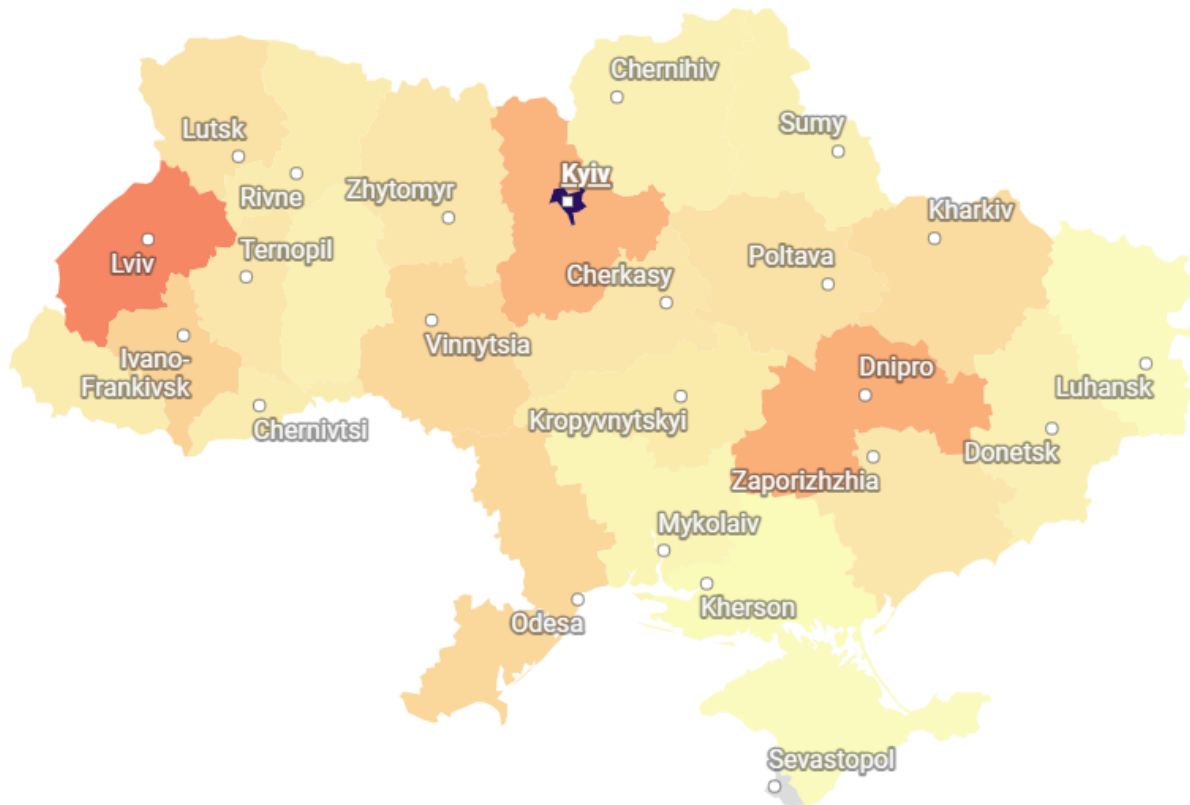 Chernihiv
Sumy
Lutsk
Kyiv
Rivne
Zhytomyr
Kharkiv
Ternopil
Lviv
Poltava
Cherkasy
Vinnytsia
Ivano-
Frankivsk
Dnipro
Luhansk
Kropyvnytskyi
Chernivtsi
Donetsk
Zaporizhzhia
Mykolaiv
Kherson
Odesa
Sevastopol